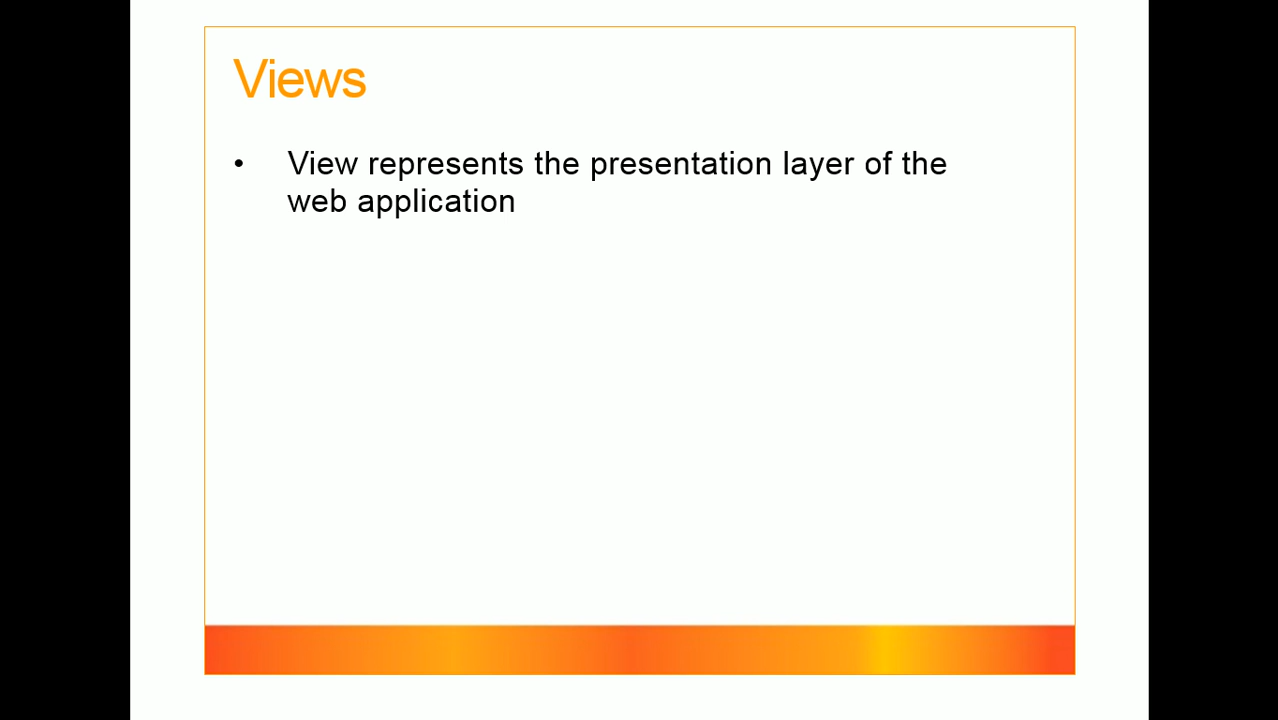 Views
• View represents the presentation layer of the
web application